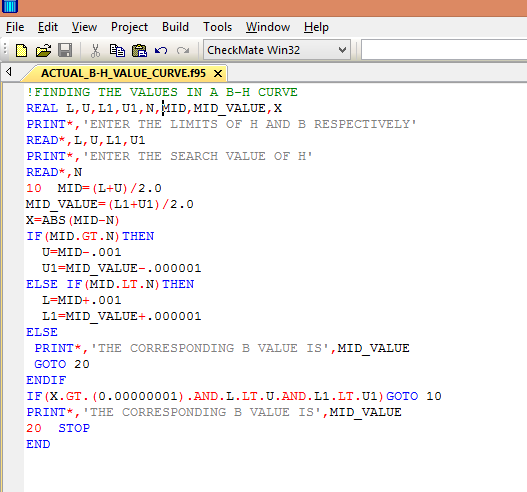 File Edit View Project Build Tools Window Help
CheckMate Win32
ACTUAL_B-H_VALUE_CURVE.f95
!FINDING THE VALUES IN A B-H CURVE
REAL L,U,L1,U1,N,MID,MID_VALUE,X
PRINT*,'ENTER THE LIMITS OF H AND B RESPECTIVELY'
READ*,L,U,L1,U1
PRINT*,'ENTER THE SEARCH VALUE OF H'
READ*,N
10  MID=(L+U)/2.0
MID_VALUE=(L1+U1)/2.0
X=ABS(MID-N)
IF(MID.GT.N)THEN
  U=MID-.001
  U1=MID_VALUE-.000001
ELSE IF(MID.LT.N)THEN
  L=MID+.001
  L1=MID_VALUE+.000001
ELSE
 PRINT*,'THE CORRESPONDING B VALUE IS',MID_VALUE
 GOTO 20
ENDIF
IF(X.GT.(0.00000001).AND.L.LT.U.AND.L1.LT.U1)GOTO 10
PRINT*,'THE CORRESPONDING B VALUE IS',MID_VALUE
20  STOP
END